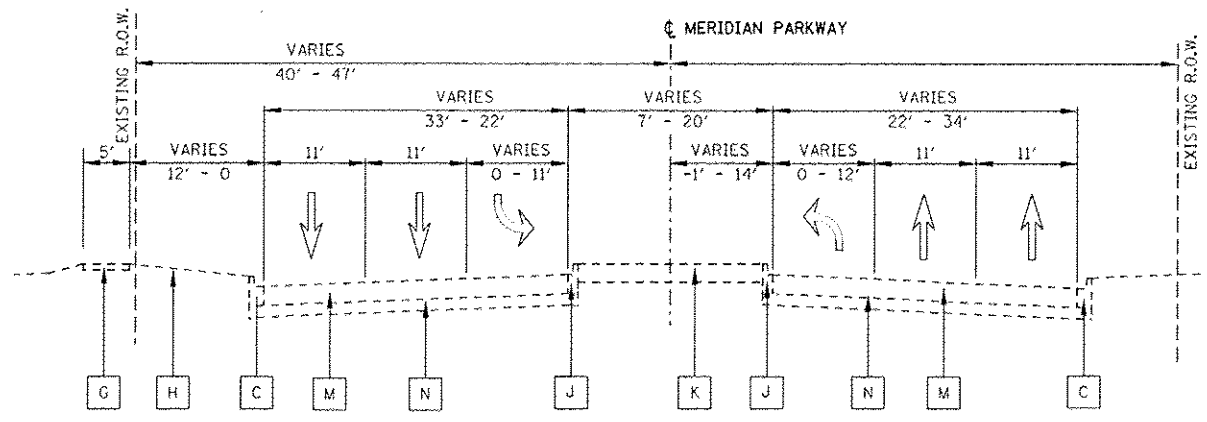 EXISTING R.O.W.
℄ MERIDIAN PARKWAY
EXISTING R.O.W.
VARIES
40' - 47'
VARIES
33' - 22'
VARIES
7' - 20'
VARIES
22' - 34'
5'
VARIES
12' - 0
11'
11'
VARIES
0 - 11'
VARIES
-1' - 14'
VARIES
0 - 12'
11'
11'
G
H
C
M
N
J
K
J
N
M
C